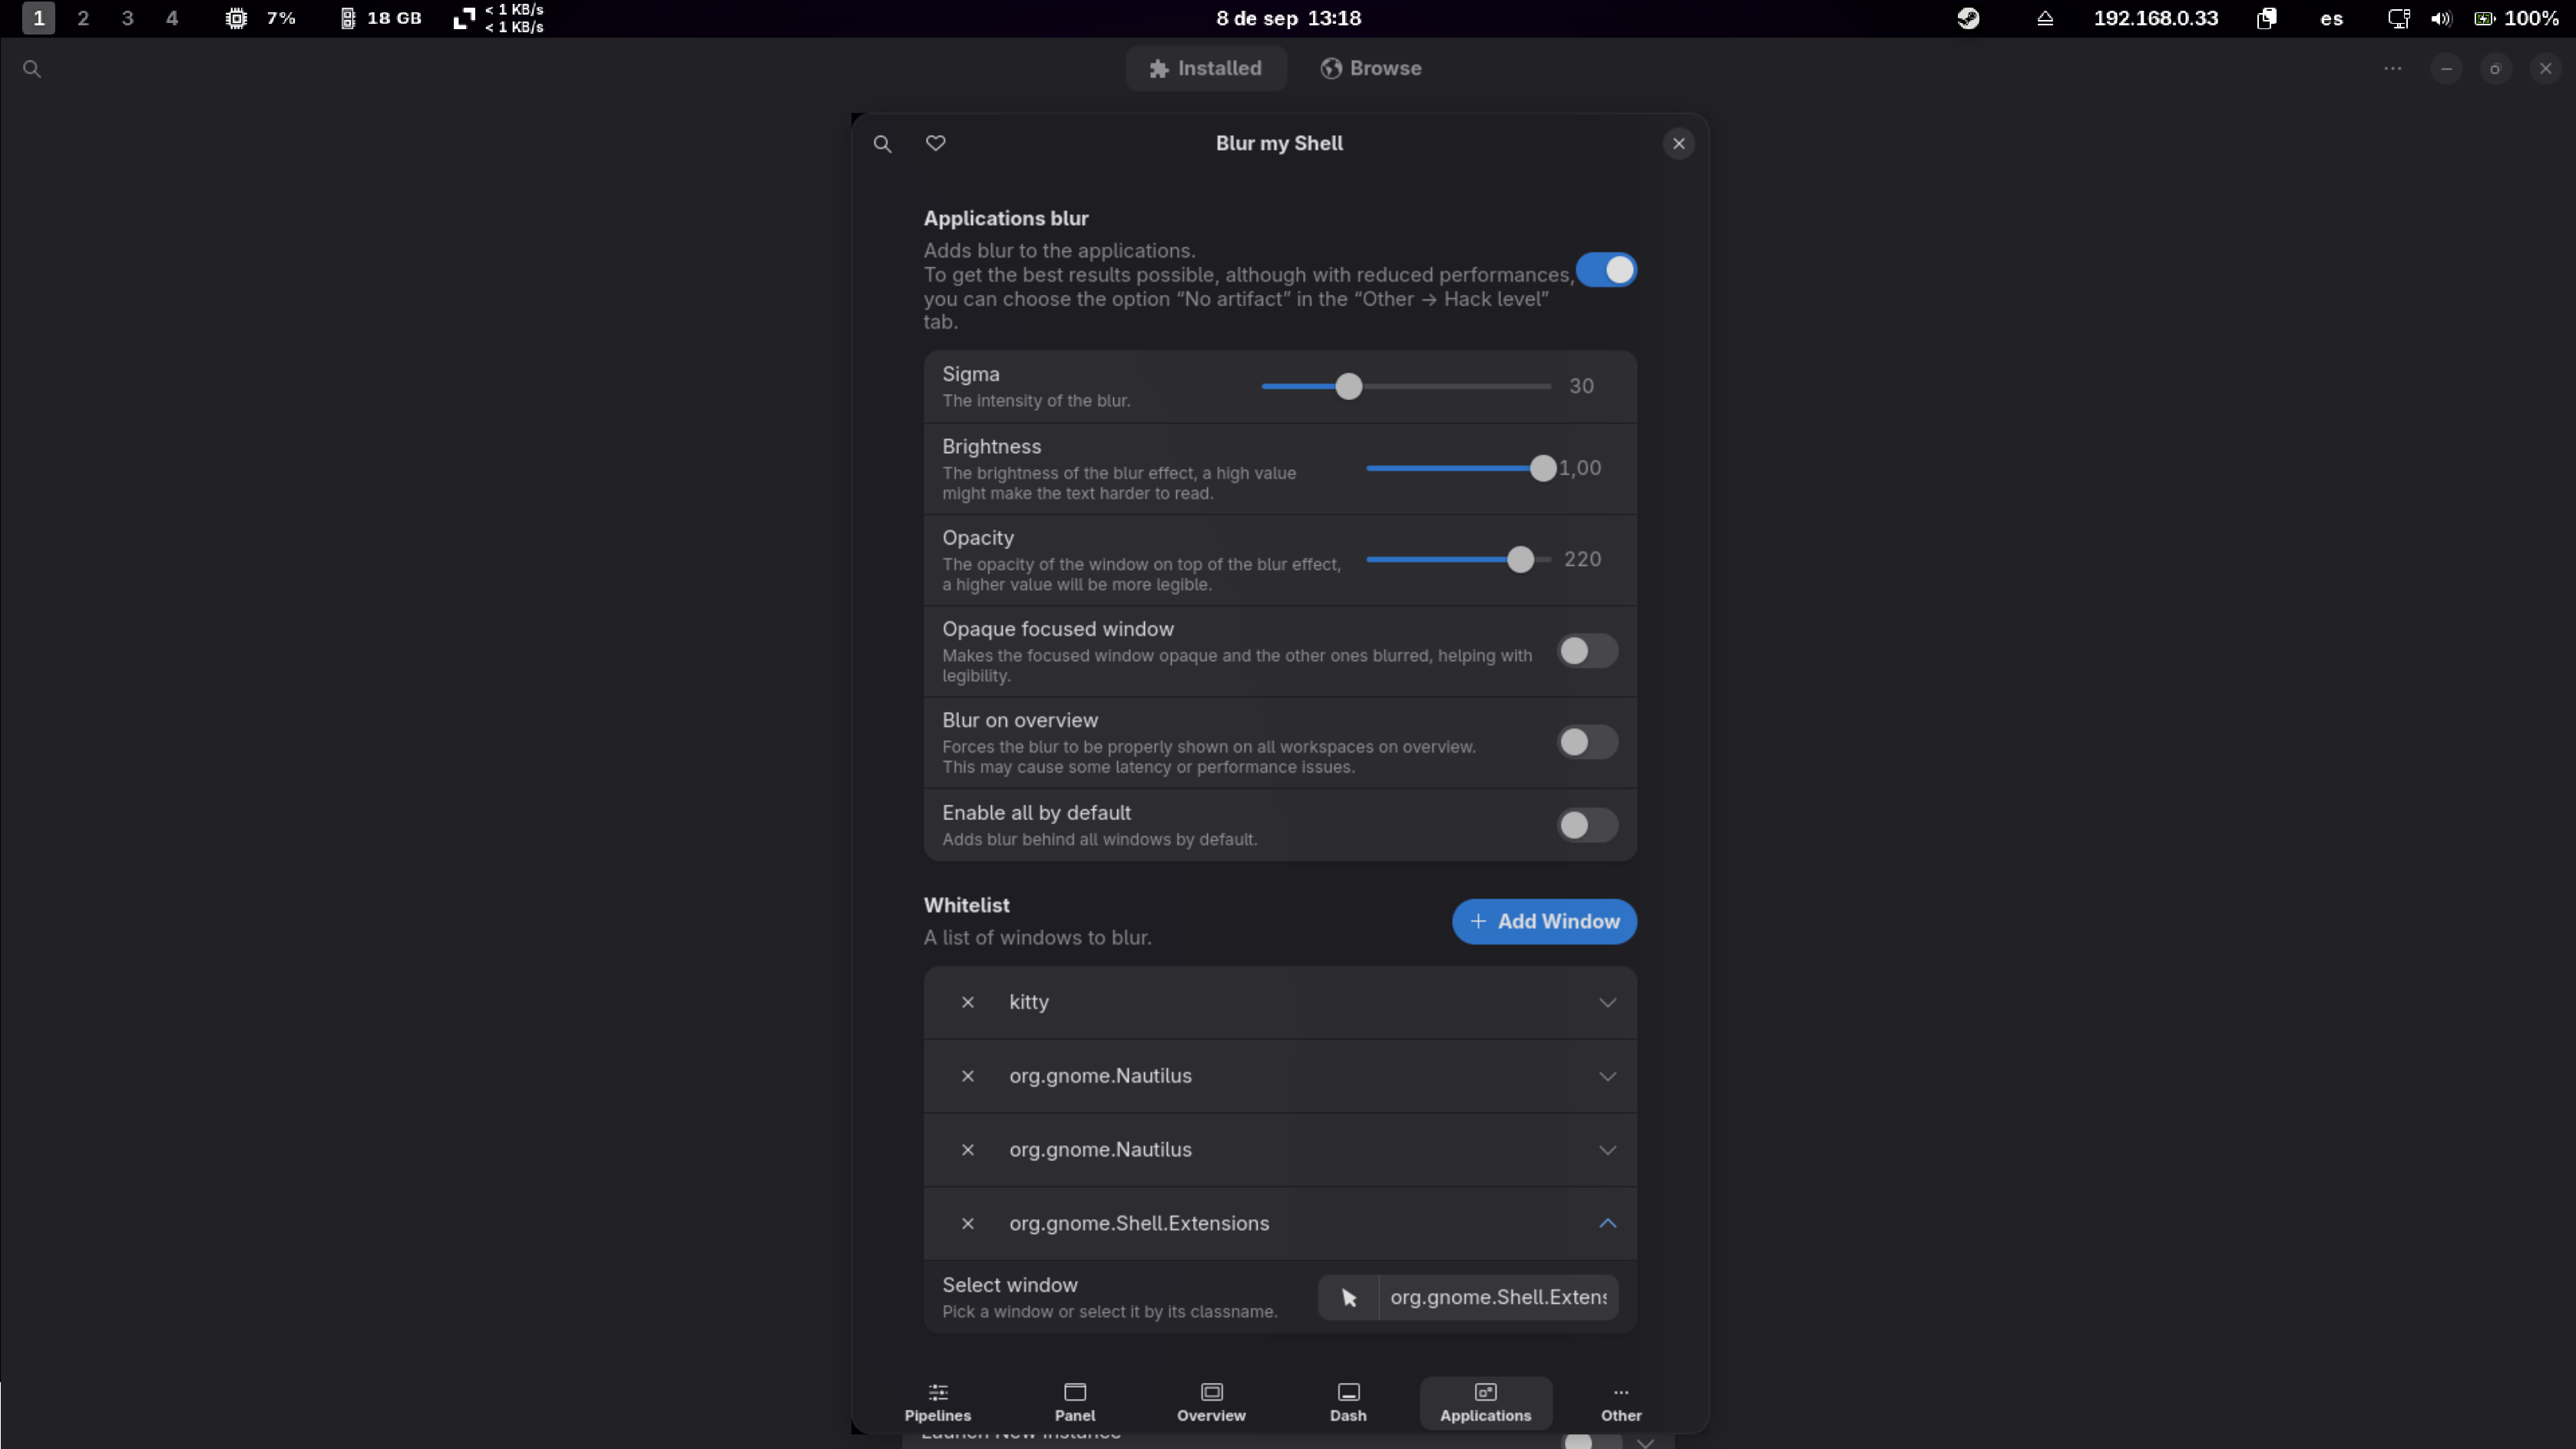 1 2 3 4 7% 18 GB < 1 KB/s
< 1 KB/s
8 de sep 13:18
192.168.0.33 es 100%
Installed Browse
Blur my Shell
Applications blur
Adds blur to the applications.
To get the best results possible, although with reduced performances,
you can choose the option “No artifact” in the “Other → Hack level”
tab.
Sigma
The intensity of the blur.
30
Brightness
The brightness of the blur effect, a high value
might make the text harder to read.
1,00
Opacity
The opacity of the window on top of the blur effect,
a higher value will be more legible.
220
Opaque focused window
Makes the focused window opaque and the other ones blurred, helping with
legibility.
Blur on overview
Forces the blur to be properly shown on all workspaces on overview.
This may cause some latency or performance issues.
Enable all by default
Adds blur behind all windows by default.
Whitelist
A list of windows to blur.
+ Add Window
kitty
org.gnome.Nautilus
org.gnome.Nautilus
org.gnome.Shell.Extensions
Select window
Pick a window or select it by its classname.
org.gnome.Shell.Extens
Pipelines Panel Overview Dash Applications Other
Launch New Instance